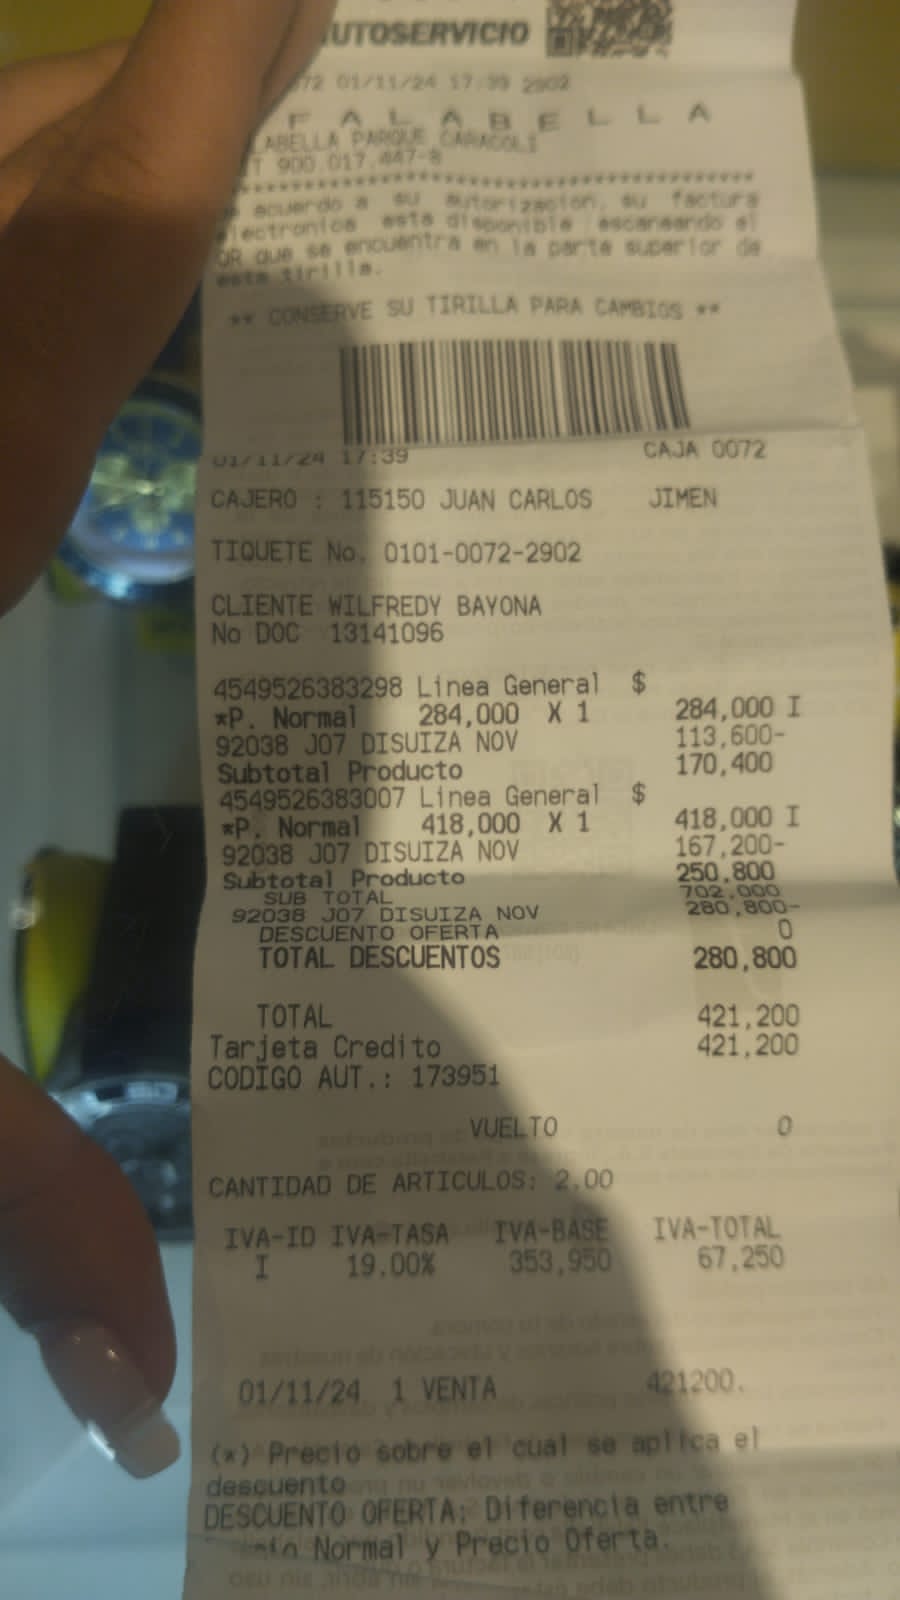 AUTOSERVICIO
072 01/11/24 17:39 2902
FALABELLA
LABELLA PARQUE CARACOLI
T 900.017.447-8
acuerdo a su autorizacion, su factura
electronica esta disponible escaneando el
QR que se encuentra en la parte superior de
esta tirilla.
** CONSERVE SU TIRILLA PARA CAMBIOS **
01/11/24 17:39 CAJA 0072
CAJERO : 115150 JUAN CARLOS JIMEN
TIQUETE No. 0101-0072-2902
CLIENTE WILFREDY BAYONA
No DOC 13141096
4549526383298 Linea General $
*P. Normal 284,000 X 1 284,000 I
92038 J07 DISUIZA NOV 113,600-
Subtotal Producto 170,400
4549526383007 Linea General $
*P. Normal 418,000 X 1 418,000 I
92038 J07 DISUIZA NOV 167,200-
Subtotal Producto 250,800
SUB TOTAL 702,000
92038 J07 DISUIZA NOV 280,800-
DESCUENTO OFERTA 0
TOTAL DESCUENTOS 280,800
TOTAL 421,200
Tarjeta Credito 421,200
CODIGO AUT.: 173951
VUELTO 0
CANTIDAD DE ARTICULOS: 2,00
IVA-ID IVA-TASA IVA-BASE IVA-TOTAL
I 19.00% 353,950 67,250
01/11/24 1 VENTA 421200.
(*) Precio sobre el cual se aplica el
descuento
DESCUENTO OFERTA: Diferencia entre
Normal y Precio Oferta.